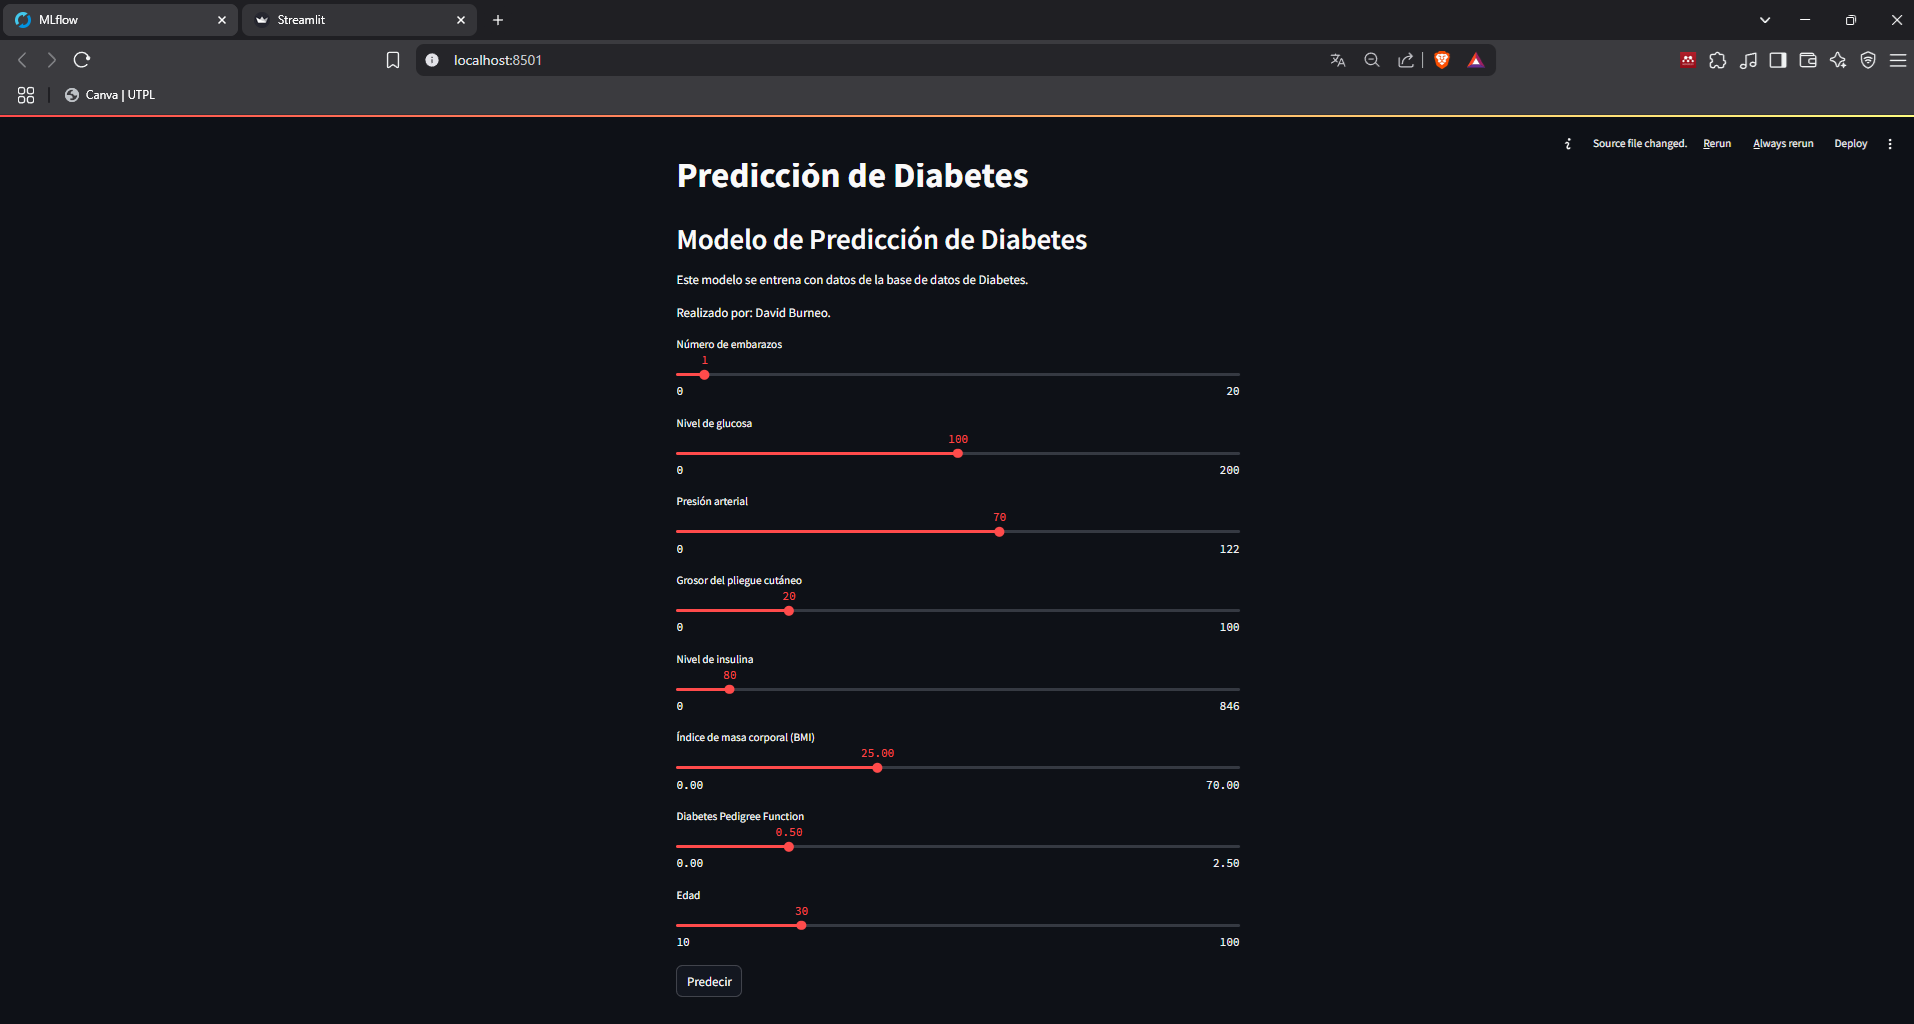 MLflow
Streamlit
localhost:8501
Canva | UTPL
Source file changed. Rerun Always rerun Deploy
Predicción de Diabetes
Modelo de Predicción de Diabetes
Este modelo se entrena con datos de la base de datos de Diabetes.
Realizado por: David Burneo.
Número de embarazos
1
0 20
Nivel de glucosa
100
0 200
Presión arterial
70
0 122
Grosor del pliegue cutáneo
20
0 100
Nivel de insulina
80
0 846
Índice de masa corporal (BMI)
25.00
0.00 70.00
Diabetes Pedigree Function
0.50
0.00 2.50
Edad
30
10 100
Predecir